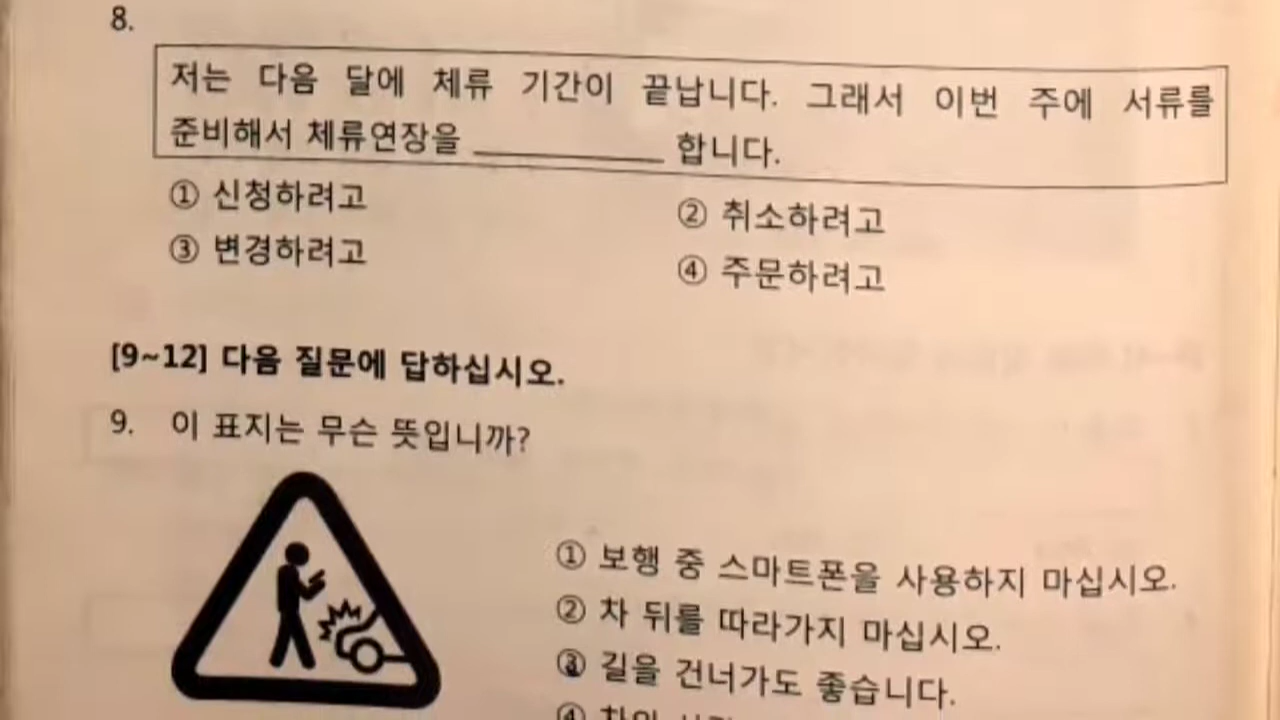 8.
저는 다음 달에 체류 기간이 끝납니다. 그래서 이번 주에 서류를
준비해서 체류연장을 ____________ 합니다.
① 신청하려고 ② 취소하려고
③ 변경하려고 ④ 주문하려고
[9~12] 다음 질문에 답하십시오.
9. 이 표지는 무슨 뜻입니까?
① 보행 중 스마트폰을 사용하지 마십시오.
② 차 뒤를 따라가지 마십시오.
③ 길을 건너가도 좋습니다.
④